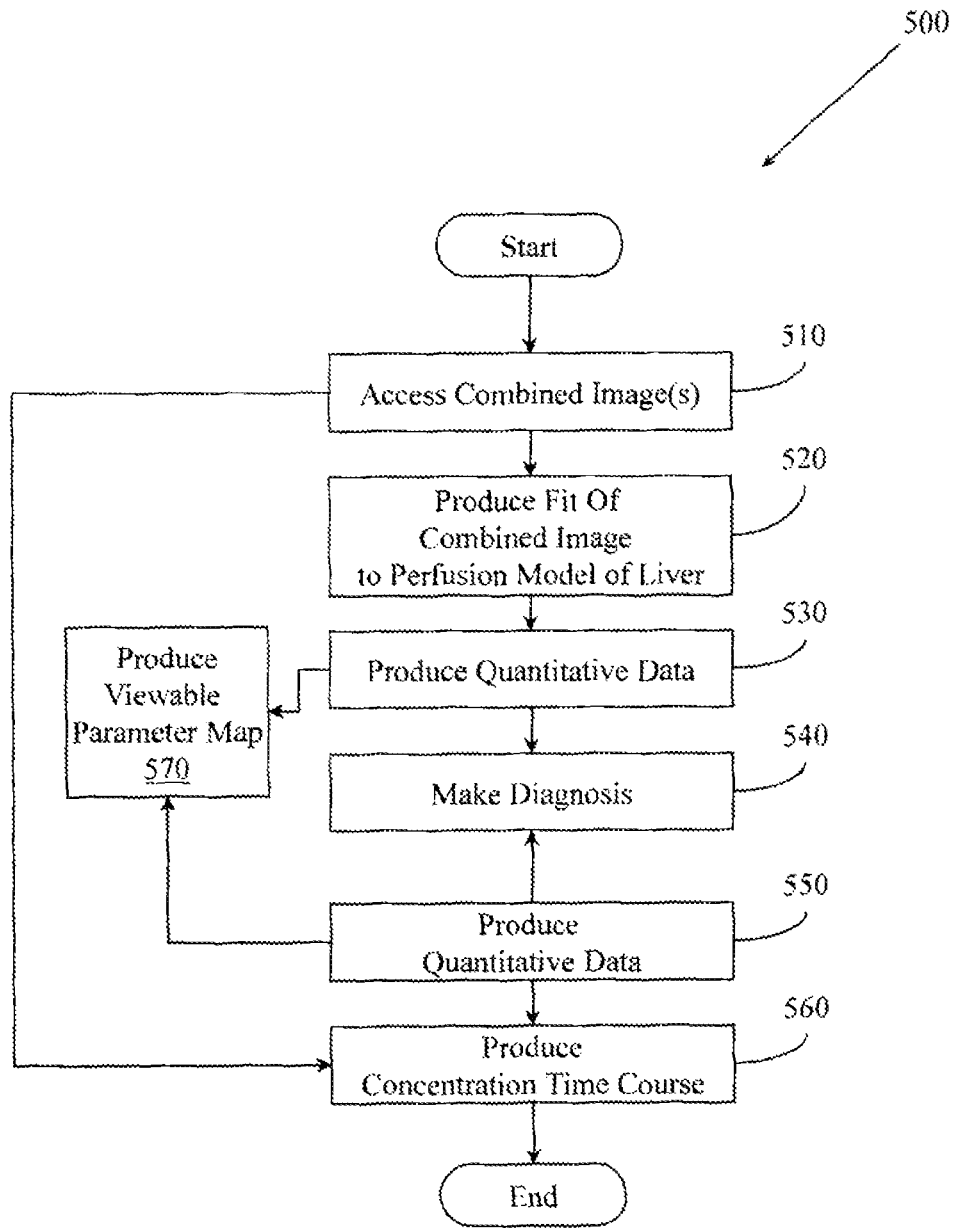 500
Start
510
Access Combined Image(s)
520
Produce Fit Of
Combined Image
to Perfusion Model of Liver
530
Produce Quantitative Data
Produce
Viewable
Parameter Map
570
540
Make Diagnosis
550
Produce
Quantitative Data
560
Produce
Concentration Time Course
End